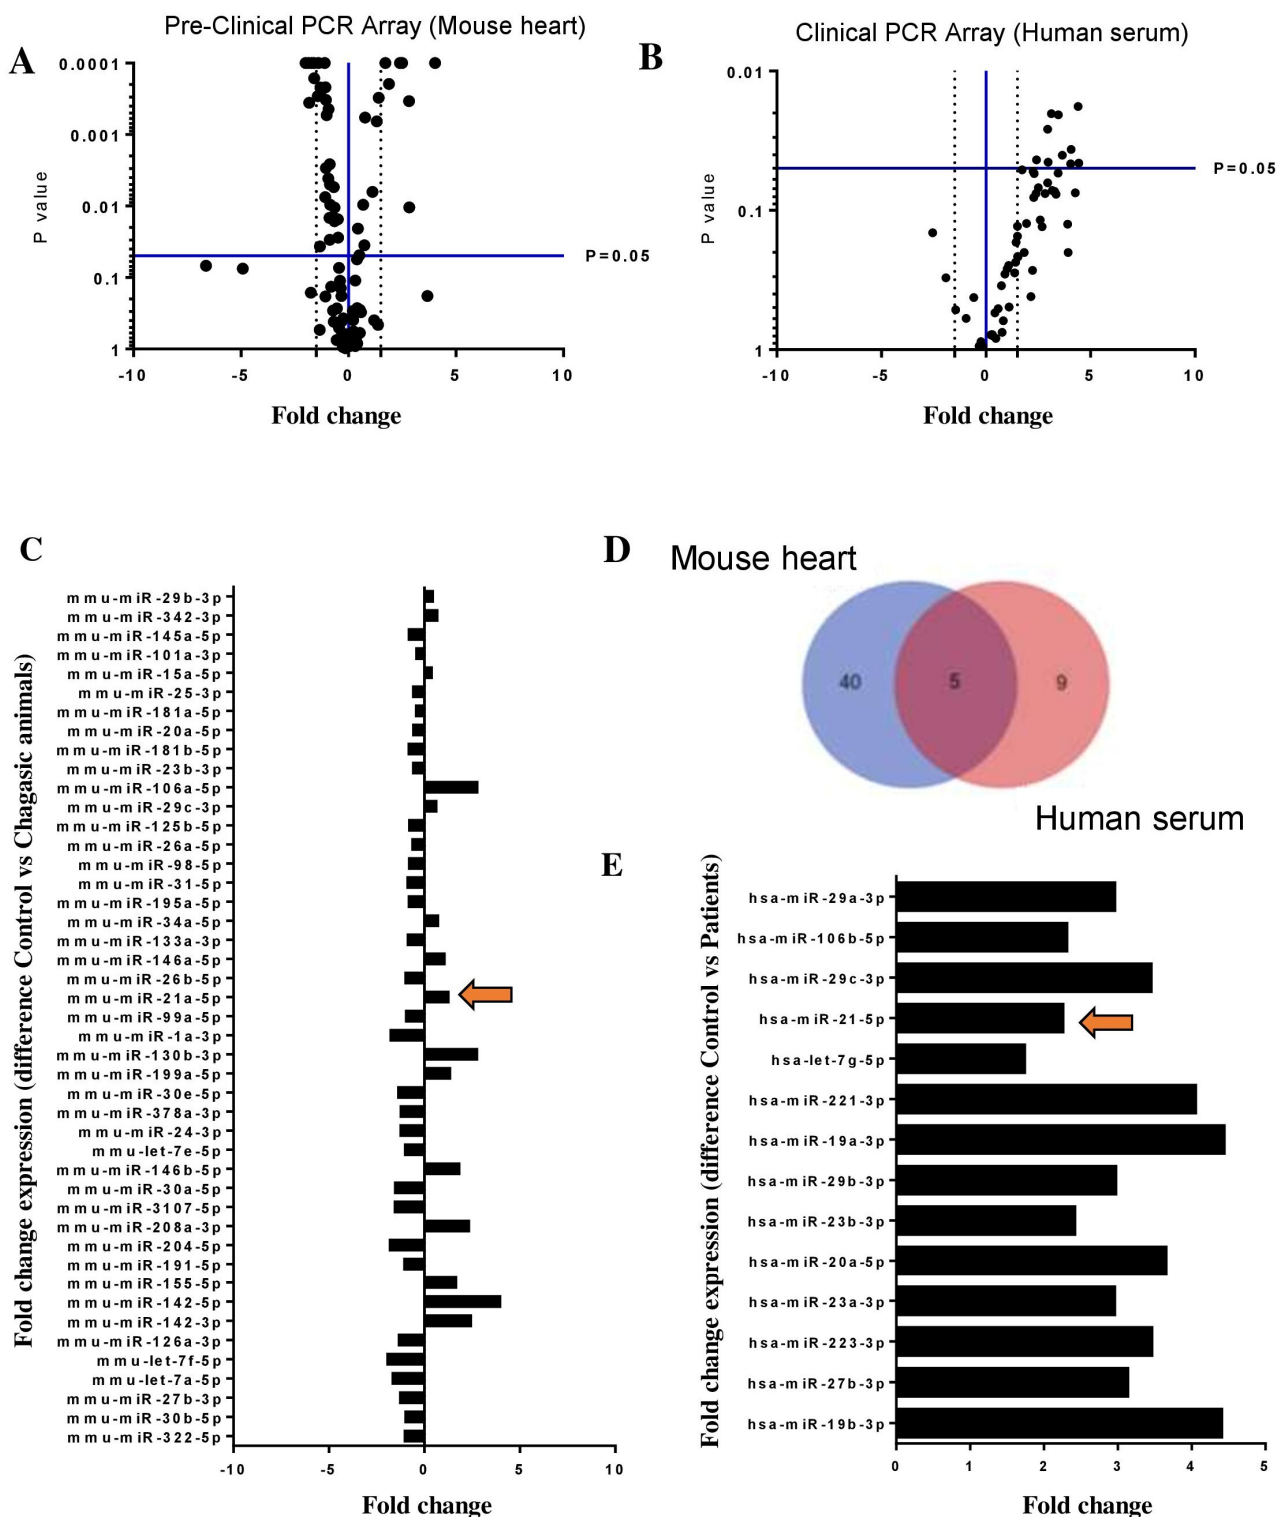 Pre-Clinical PCR Array (Mouse heart)
A
0.0001
0.001
0.01
0.1
1
P value
P=0.05
-10 -5 0 5 10
Fold change
Clinical PCR Array (Human serum)
B
0.01
0.1
1
P value
P=0.05
-10 -5 0 5 10
Fold change
C
Fold change expression (difference Control vs Chagasic animals)
mmu-miR-29b-3p
mmu-miR-342-3p
mmu-miR-145a-5p
mmu-miR-101a-3p
mmu-miR-15a-5p
mmu-miR-25-3p
mmu-miR-181a-5p
mmu-miR-20a-5p
mmu-miR-181b-5p
mmu-miR-23b-3p
mmu-miR-106a-5p
mmu-miR-29c-3p
mmu-miR-125b-5p
mmu-miR-26a-5p
mmu-miR-98-5p
mmu-miR-31-5p
mmu-miR-195a-5p
mmu-miR-34a-5p
mmu-miR-133a-3p
mmu-miR-146a-5p
mmu-miR-26b-5p
mmu-miR-21a-5p
mmu-miR-99a-5p
mmu-miR-1a-3p
mmu-miR-130b-3p
mmu-miR-199a-5p
mmu-miR-30e-5p
mmu-miR-378a-3p
mmu-miR-24-3p
mmu-let-7e-5p
mmu-miR-146b-5p
mmu-miR-30a-5p
mmu-miR-3107-5p
mmu-miR-208a-3p
mmu-miR-204-5p
mmu-miR-191-5p
mmu-miR-155-5p
mmu-miR-142-5p
mmu-miR-142-3p
mmu-miR-126a-3p
mmu-let-7f-5p
mmu-let-7a-5p
mmu-miR-27b-3p
mmu-miR-30b-5p
mmu-miR-322-5p
-10 -5 0 5 10
Fold change
D
Mouse heart
40 5 9
Human serum
E
Fold change expression (difference Control vs Patients)
hsa-miR-29a-3p
hsa-miR-106b-5p
hsa-miR-29c-3p
hsa-miR-21-5p
hsa-let-7g-5p
hsa-miR-221-3p
hsa-miR-19a-3p
hsa-miR-29b-3p
hsa-miR-23b-3p
hsa-miR-20a-5p
hsa-miR-23a-3p
hsa-miR-223-3p
hsa-miR-27b-3p
hsa-miR-19b-3p
0 1 2 3 4 5
Fold change